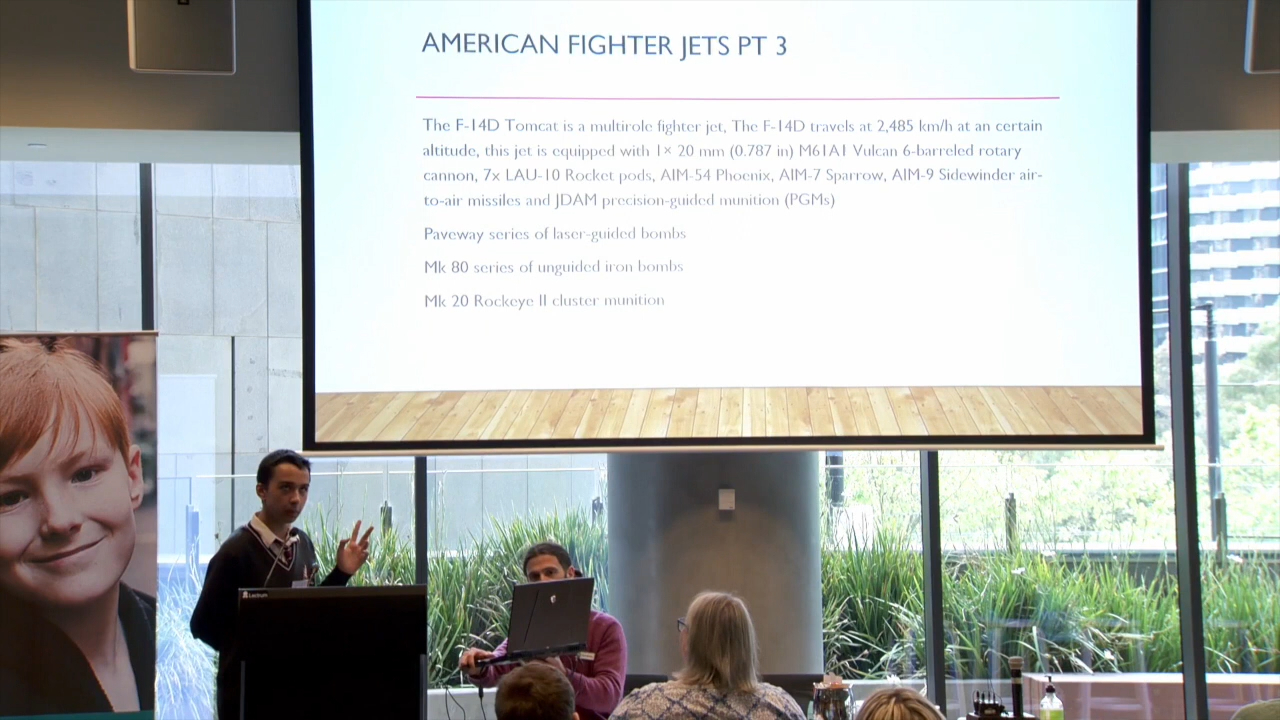 AMERICAN FIGHTER JETS PT 3
The F-14D Tomcat is a multirole fighter jet, The F-14D travels at 2,485 km/h at an certain
altitude, this jet is equipped with 1× 20 mm (0.787 in) M61A1 Vulcan 6-barreled rotary
cannon, 7x LAU-10 Rocket pods, AIM-54 Phoenix, AIM-7 Sparrow, AIM-9 Sidewinder air-
to-air missiles and JDAM precision-guided munition (PGMs)
Paveway series of laser-guided bombs
Mk 80 series of unguided iron bombs
Mk 20 Rockeye II cluster munition
Lectrum